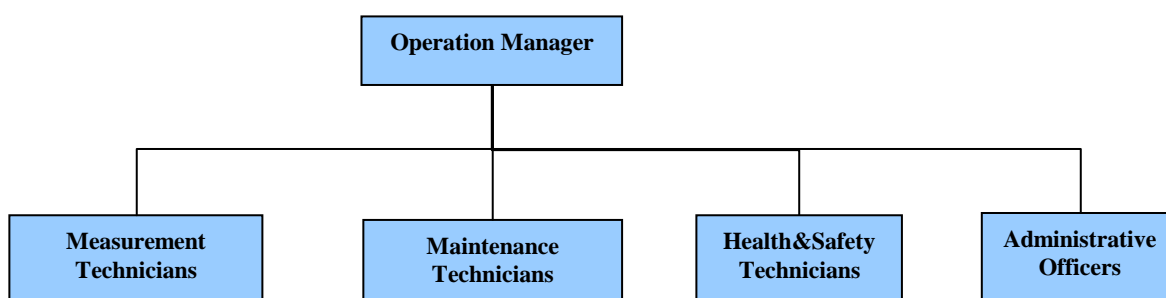 Operation Manager
Measurement
Technicians
Maintenance
Technicians
Health&Safety
Technicians
Administrative
Officers